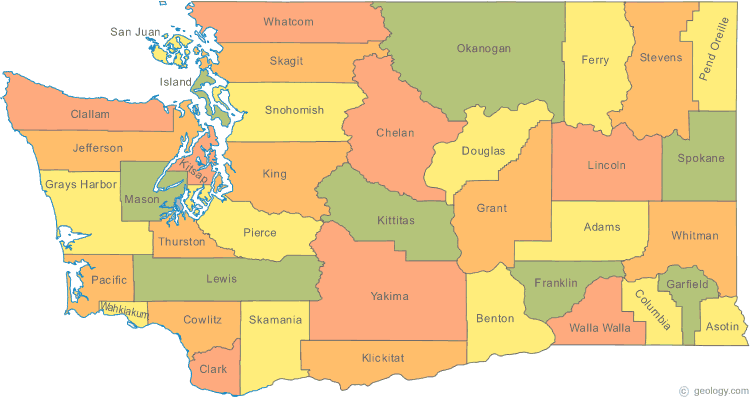 Whatcom
San Juan
Okanogan
Pend Oreille
Ferry
Stevens
Skagit
Island
Snohomish
Clallam
Chelan
Jefferson
Douglas
Lincoln
Spokane
Kitsap
King
Grays Harbor
Mason
Grant
Kittitas
Adams
Pierce
Whitman
Thurston
Pacific
Lewis
Franklin
Garfield
Yakima
Columbia
Wahkiakum
Cowlitz
Skamania
Benton
Walla Walla
Asotin
Klickitat
Clark
© geology.com